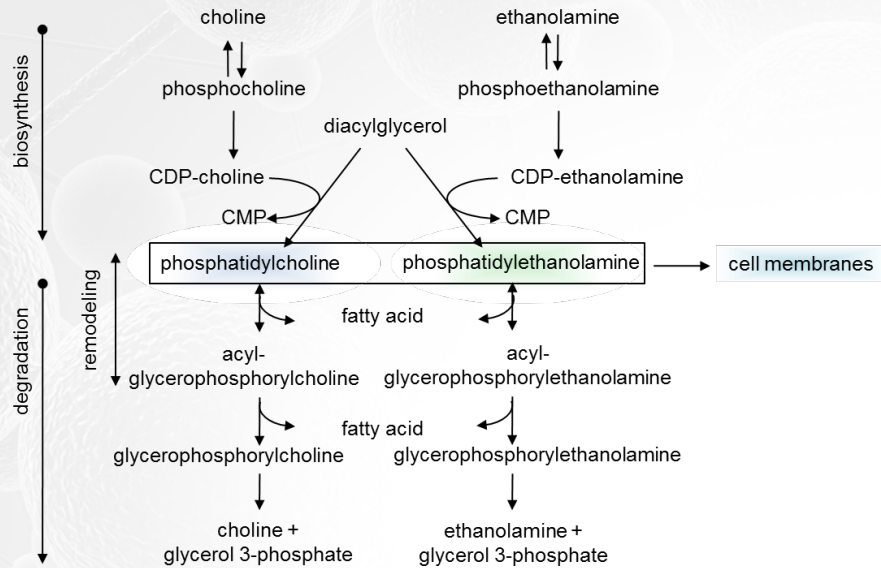 choline
ethanolamine
phosphocholine
phosphoethanolamine
diacylglycerol
biosynthesis
CDP-choline
CDP-ethanolamine
CMP
CMP
phosphatidylcholine
phosphatidylethanolamine
cell membranes
remodeling
degradation
fatty acid
acyl-
glycerophosphorylcholine
acyl-
glycerophosphorylethanolamine
fatty acid
glycerophosphorylcholine
glycerophosphorylethanolamine
choline +
glycerol 3-phosphate
ethanolamine +
glycerol 3-phosphate